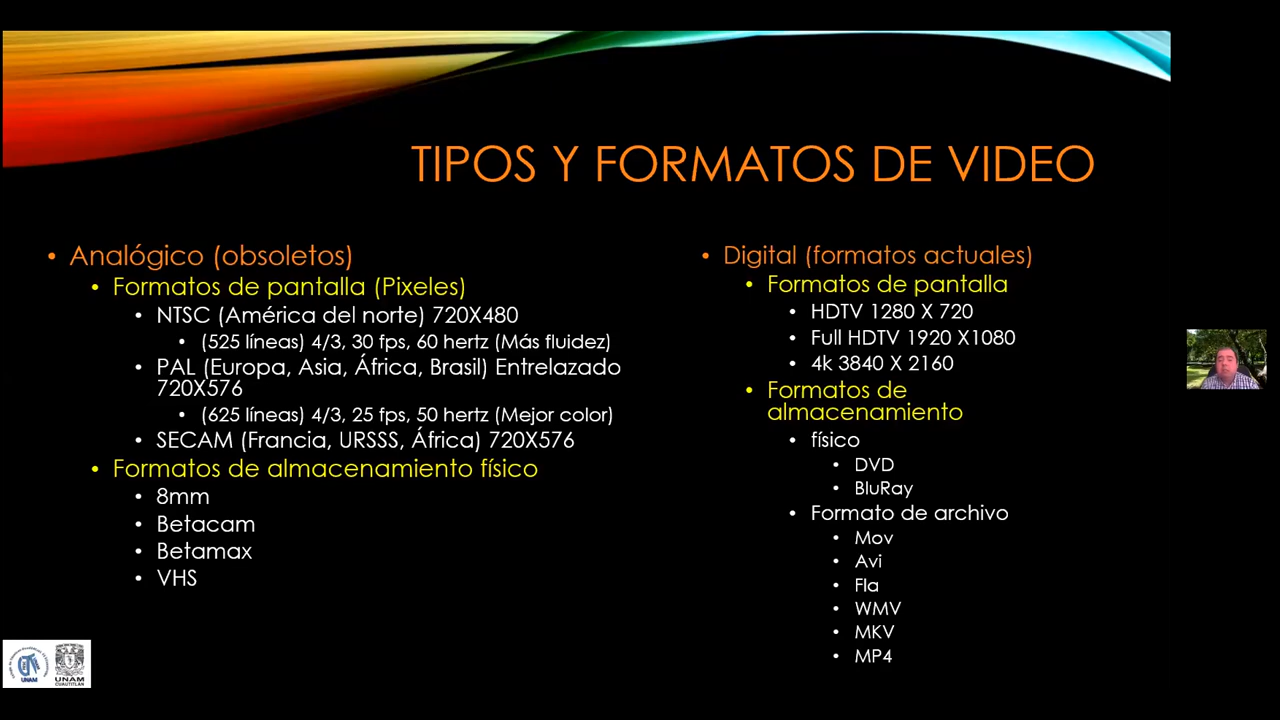 TIPOS Y FORMATOS DE VIDEO
• Analógico (obsoletos)
• Formatos de pantalla (Pixeles)
• NTSC (América del norte) 720X480
• (525 líneas) 4/3, 30 fps, 60 hertz (Más fluidez)
• PAL (Europa, Asia, África, Brasil) Entrelazado
720X576
• (625 líneas) 4/3, 25 fps, 50 hertz (Mejor color)
• SECAM (Francia, URSSS, África) 720X576
• Formatos de almacenamiento físico
• 8mm
• Betacam
• Betamax
• VHS
• Digital (formatos actuales)
• Formatos de pantalla
• HDTV 1280 X 720
• Full HDTV 1920 X1080
• 4k 3840 X 2160
• Formatos de
almacenamiento
• físico
• DVD
• BluRay
• Formato de archivo
• Mov
• Avi
• Fla
• WMV
• MKV
• MP4
UNAM
UNAM
CUAUTITLÁN